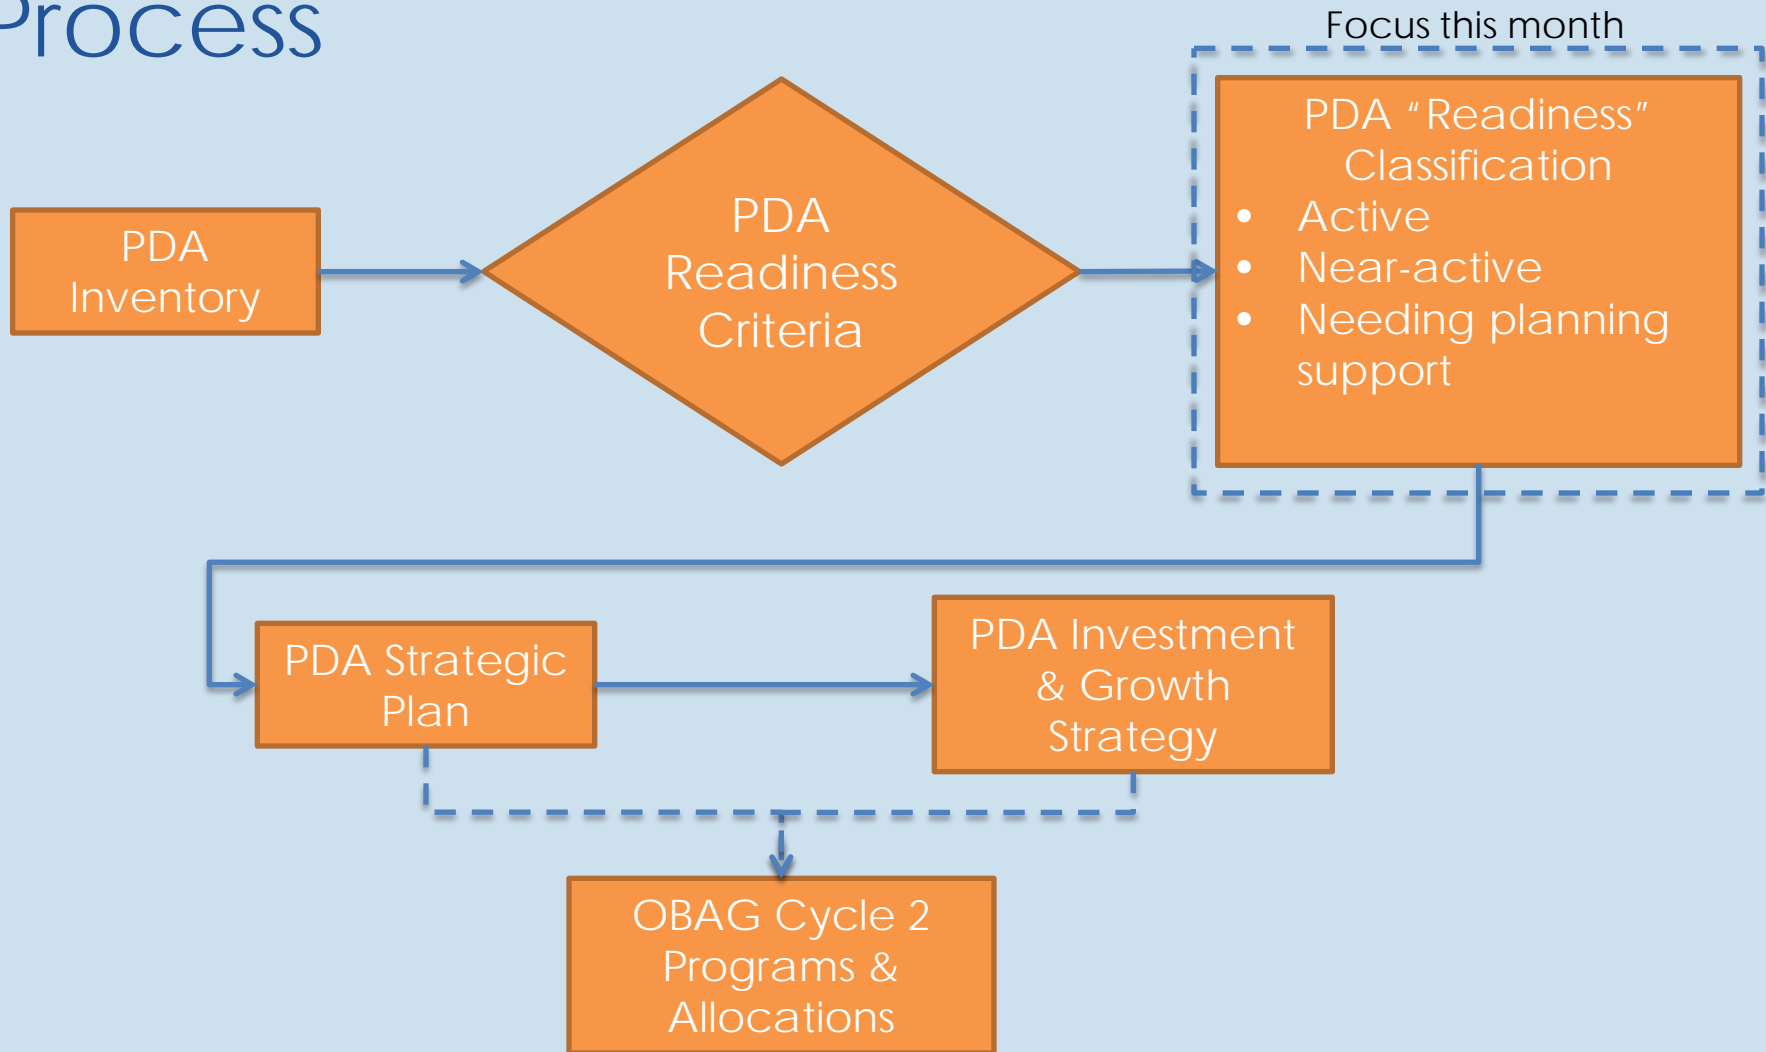 Process
Focus this month
PDA
Inventory
PDA
Readiness
Criteria
PDA “Readiness”
Classification
• Active
• Near-active
• Needing planning
support
PDA Strategic
Plan
PDA Investment
& Growth
Strategy
OBAG Cycle 2
Programs &
Allocations